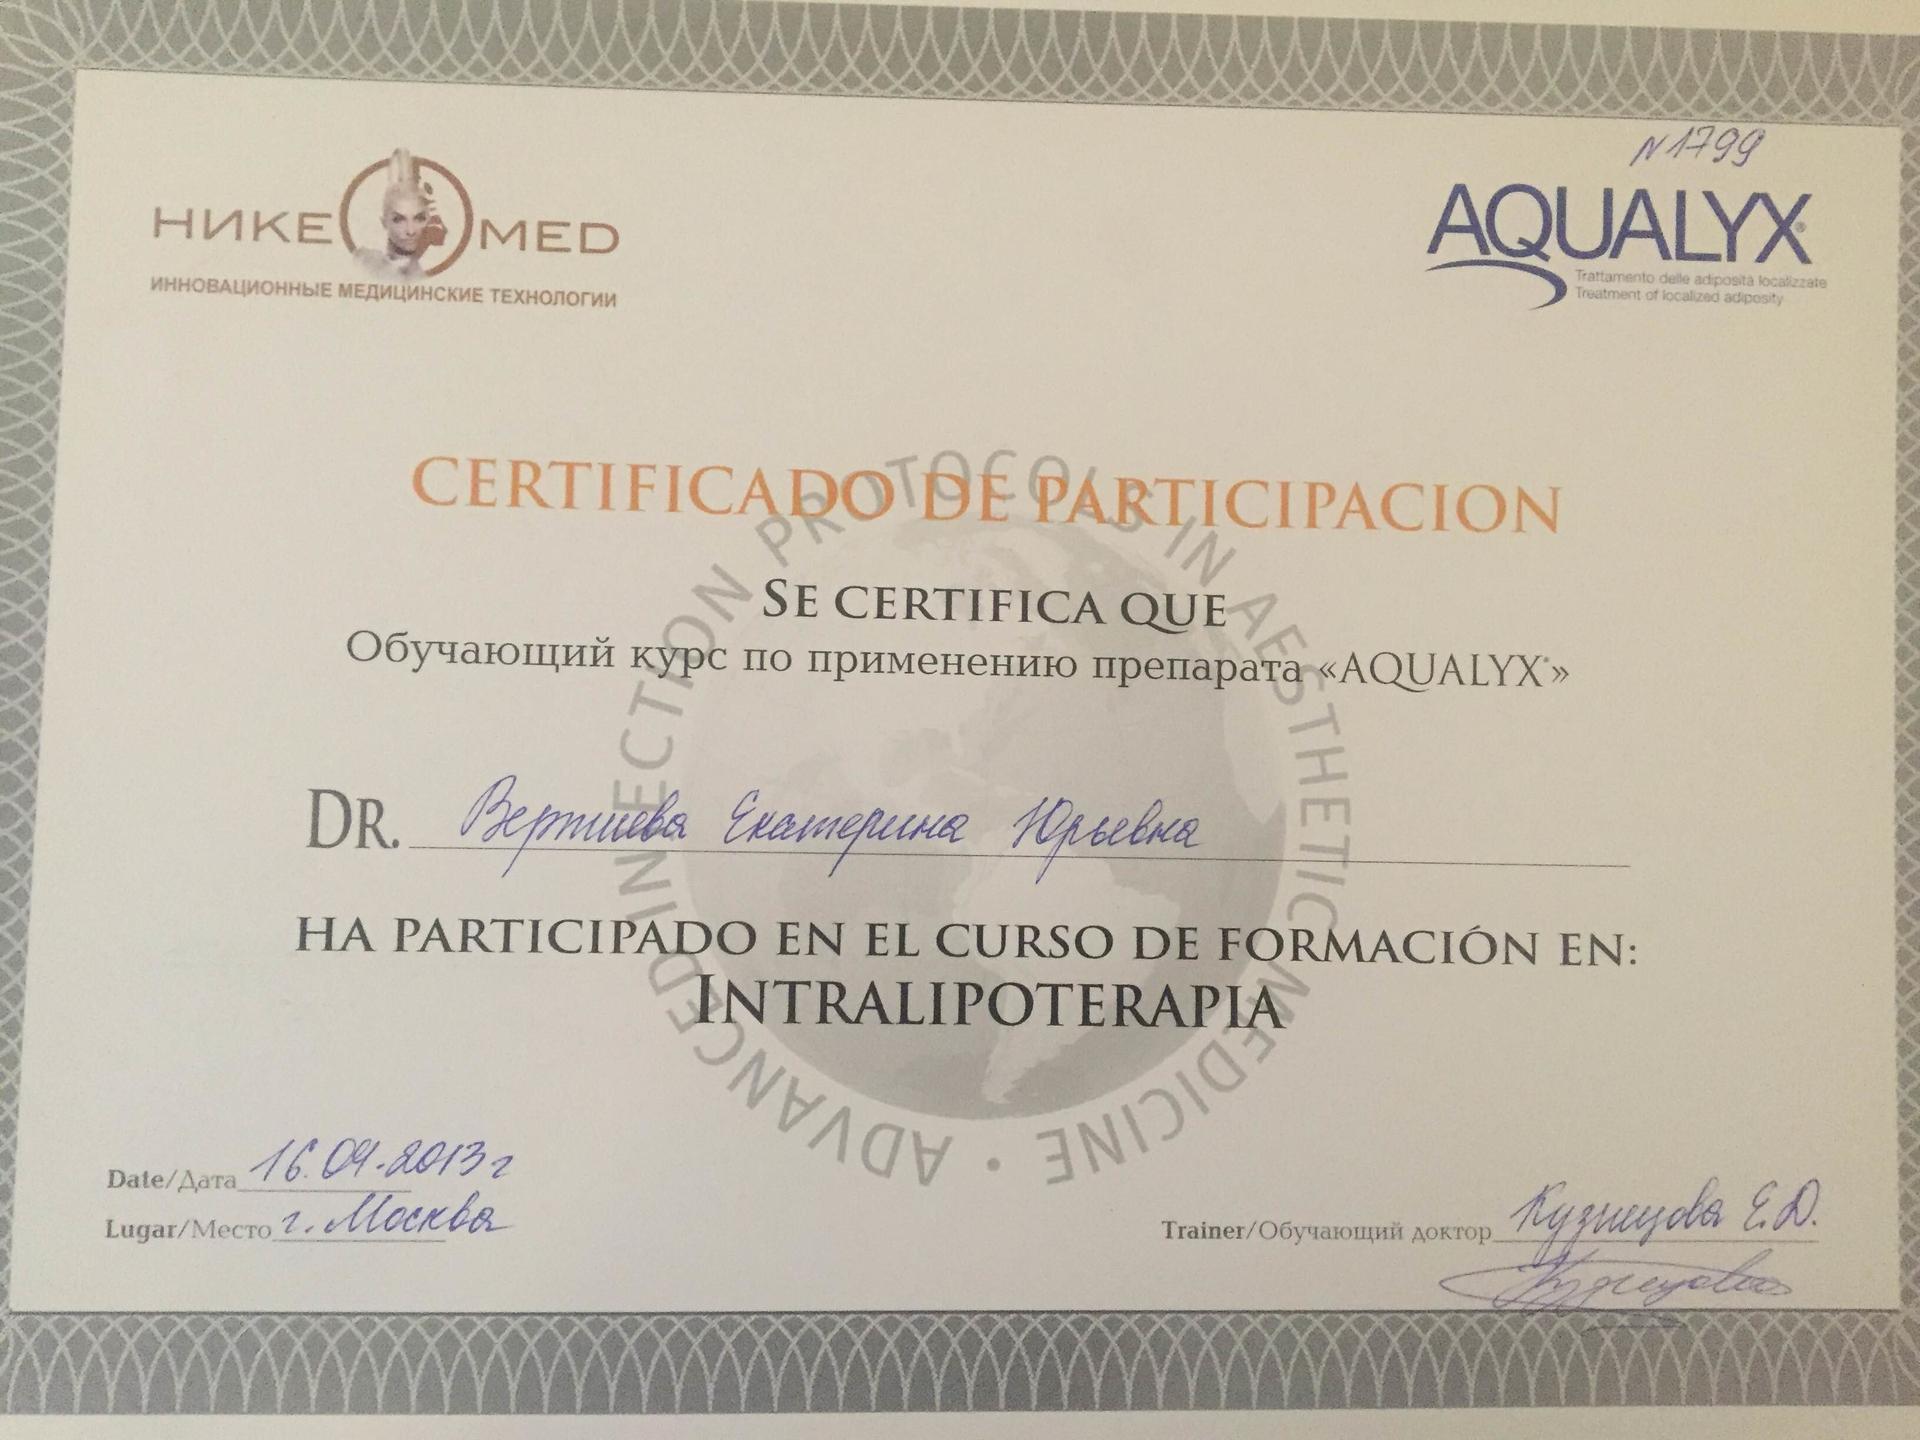 N1799
НИКЕ MED
ИННОВАЦИОННЫЕ МЕДИЦИНСКИЕ ТЕХНОЛОГИИ
AQUALYX®
Trattamento delle adiposità localizzate
Treatment of localized adiposity
CERTIFICADO DE PARTICIPACION
SE CERTIFICA QUE
Обучающий курс по применению препарата «AQUALYX®»
DR. Екатерина Юрьевна
HA PARTICIPADO EN EL CURSO DE FORMACIÓN EN:
INTRALIPOTERAPIA
ADVANCED INJECTION PROTOCOLS IN AESTHETIC MEDICINE •
Date/Дата 16.09.2013 г
Lugar/Место г. Москва
Trainer/Обучающий доктор Кузнецова Е.Д.